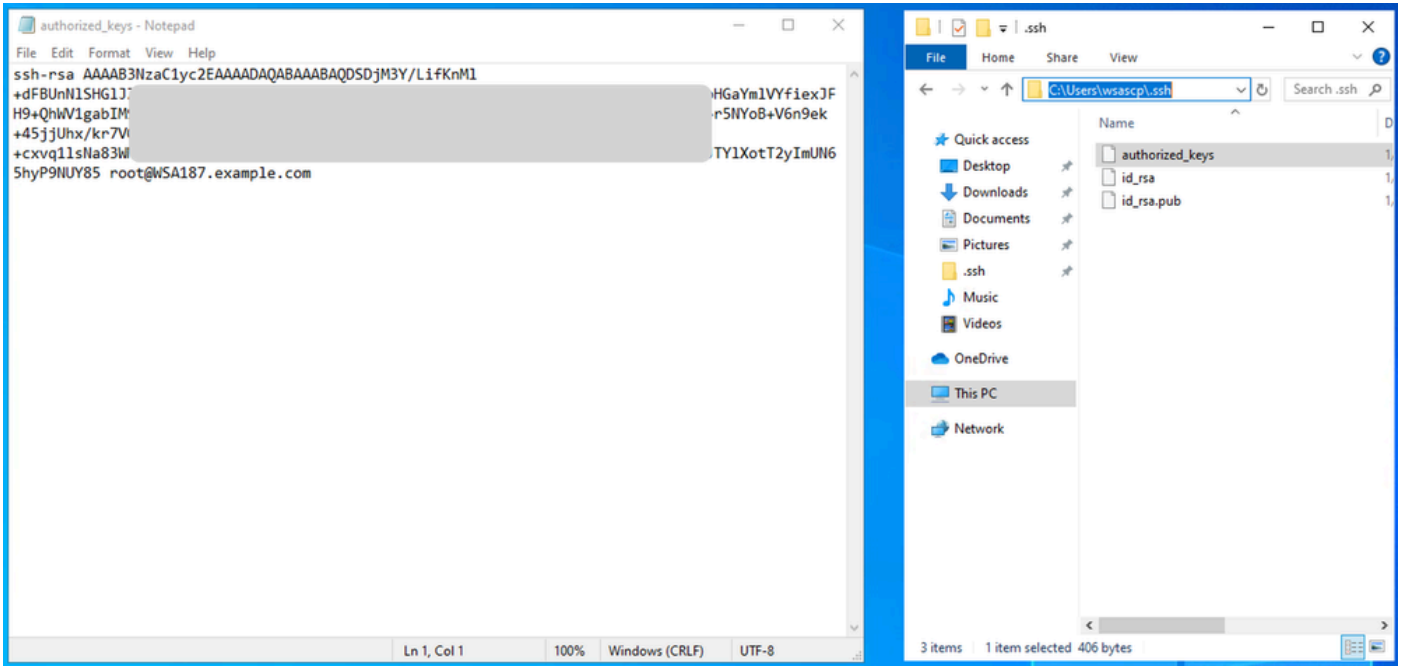 authorized_keys - Notepad
File Edit Format View Help
ssh-rsa AAAAB3NzaC1yc2EAAAADAQABAAABAQDSDjM3Y/LifKnMl
+dFBUnNlSHGlJ HGaYmlVYfiexJF
H9+QhWV1gabIM r5NYoB+V6n9ek
+45jjUhx/kr7V
+cxvq1lsNa83W TYlXotT2yImUN6
5hyP9NUY85 root@WSA187.example.com
Ln 1, Col 1 100% Windows (CRLF) UTF-8
.ssh
File Home Share View
C:\Users\wsascp\.ssh
Search .ssh
Name
D
Quick access
Desktop
Downloads
Documents
Pictures
.ssh
Music
Videos
OneDrive
This PC
Network
authorized_keys 1/
id_rsa 1/
id_rsa.pub 1/
3 items 1 item selected 406 bytes